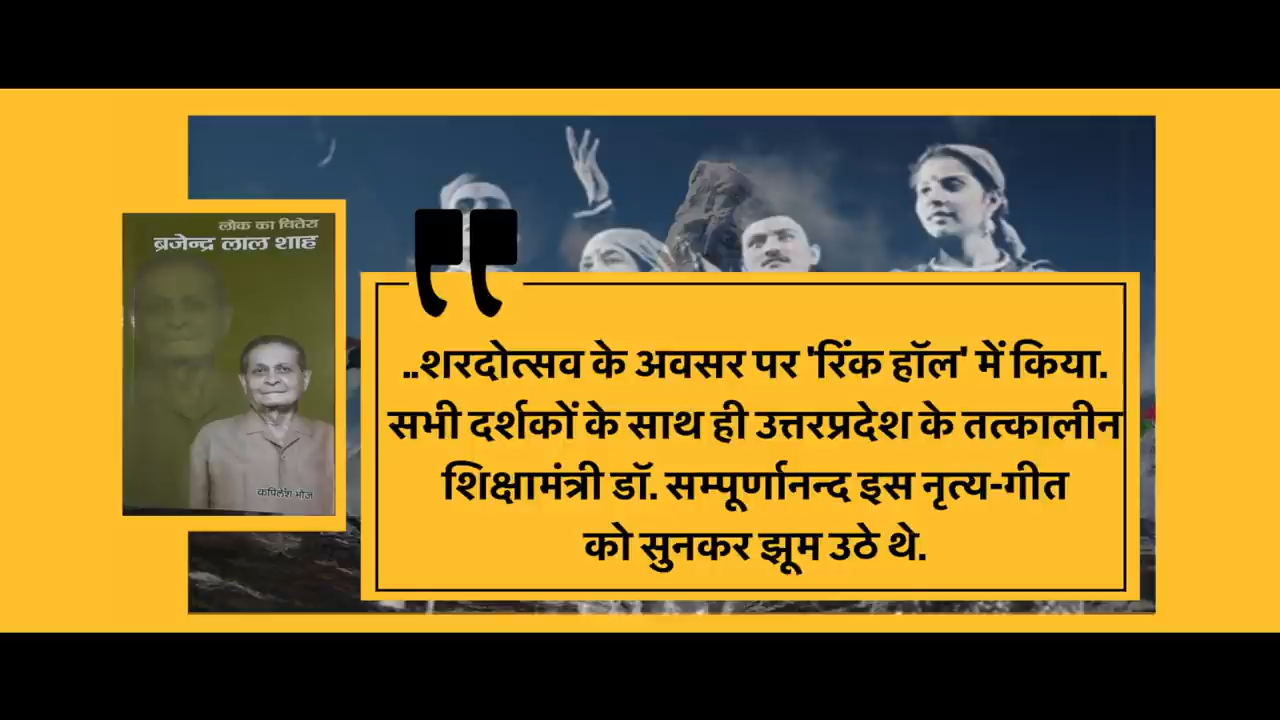 लोक का चितेरा
ब्रजेन्द्र लाल शाह
कपिलेश भोज
..शरदोत्सव के अवसर पर 'रिंक हॉल' में किया.
सभी दर्शकों के साथ ही उत्तरप्रदेश के तत्कालीन
शिक्षामंत्री डॉ. सम्पूर्णानन्द इस नृत्य-गीत
को सुनकर झूम उठे थे.